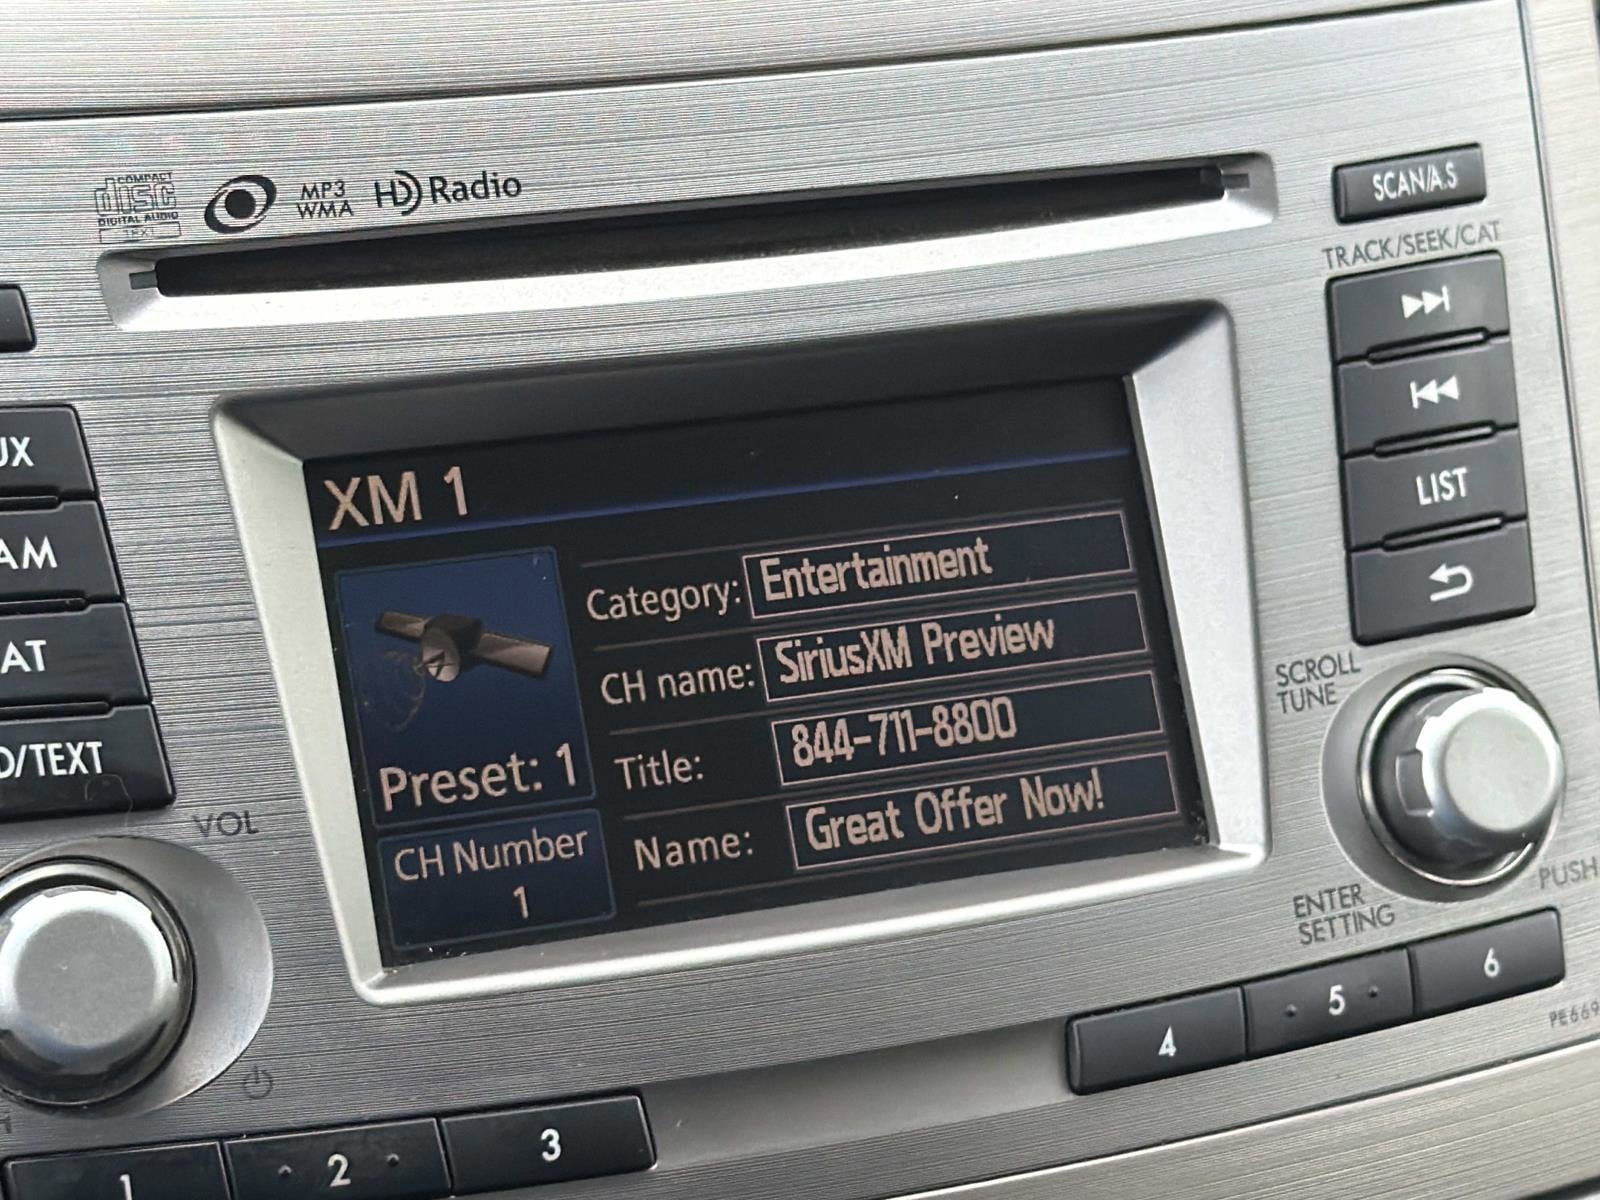 COMPACT
disc
DIGITAL AUDIO
TEXT
MP3
WMA
HD Radio
SCAN/A.S
TRACK/SEEK/CAT
UX
AM
AT
D/TEXT
LIST
XM 1
Category: Entertainment
CH name: SiriusXM Preview
Title: 844-711-8800
Name: Great Offer Now!
Preset: 1
CH Number
1
VOL
SCROLL
TUNE
PUSH
ENTER
SETTING
1
2
3
4
5
6
PE669